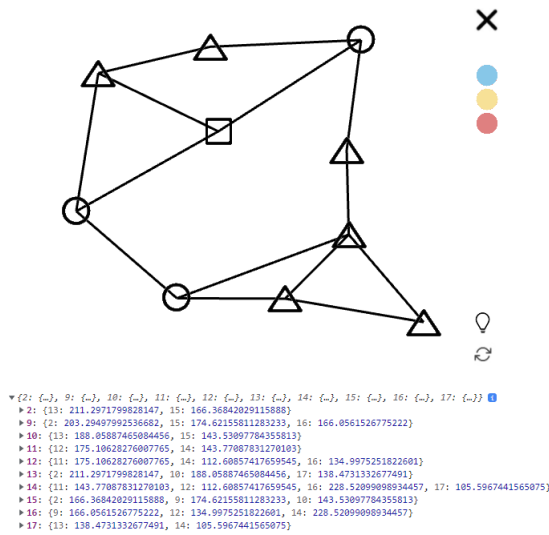 ▼{2: {…}, 9: {…}, 10: {…}, 11: {…}, 12: {…}, 13: {…}, 14: {…}, 15: {…}, 16: {…}, 17: {…}} i
▶ 2: {13: 211.2971799828147, 15: 166.36842029115888}
▶ 9: {2: 203.29497992536682, 15: 174.62155811283233, 16: 166.0561526775222}
▶ 10: {13: 188.05887465084456, 15: 143.53097784355813}
▶ 11: {12: 175.10628276007765, 14: 143.77087831270103}
▶ 12: {11: 175.10628276007765, 14: 112.60857417659545, 16: 134.9975251822601}
▶ 13: {2: 211.2971799828147, 10: 188.05887465084456, 17: 138.4731332677491}
▶ 14: {11: 143.77087831270103, 12: 112.60857417659545, 16: 228.52099098934457, 17: 105.5967441565075}
▶ 15: {2: 166.36842029115888, 9: 174.62155811283233, 10: 143.53097784355813}
▶ 16: {9: 166.0561526775222, 12: 134.9975251822601, 14: 228.52099098934457}
▶ 17: {13: 138.4731332677491, 14: 105.5967441565075}